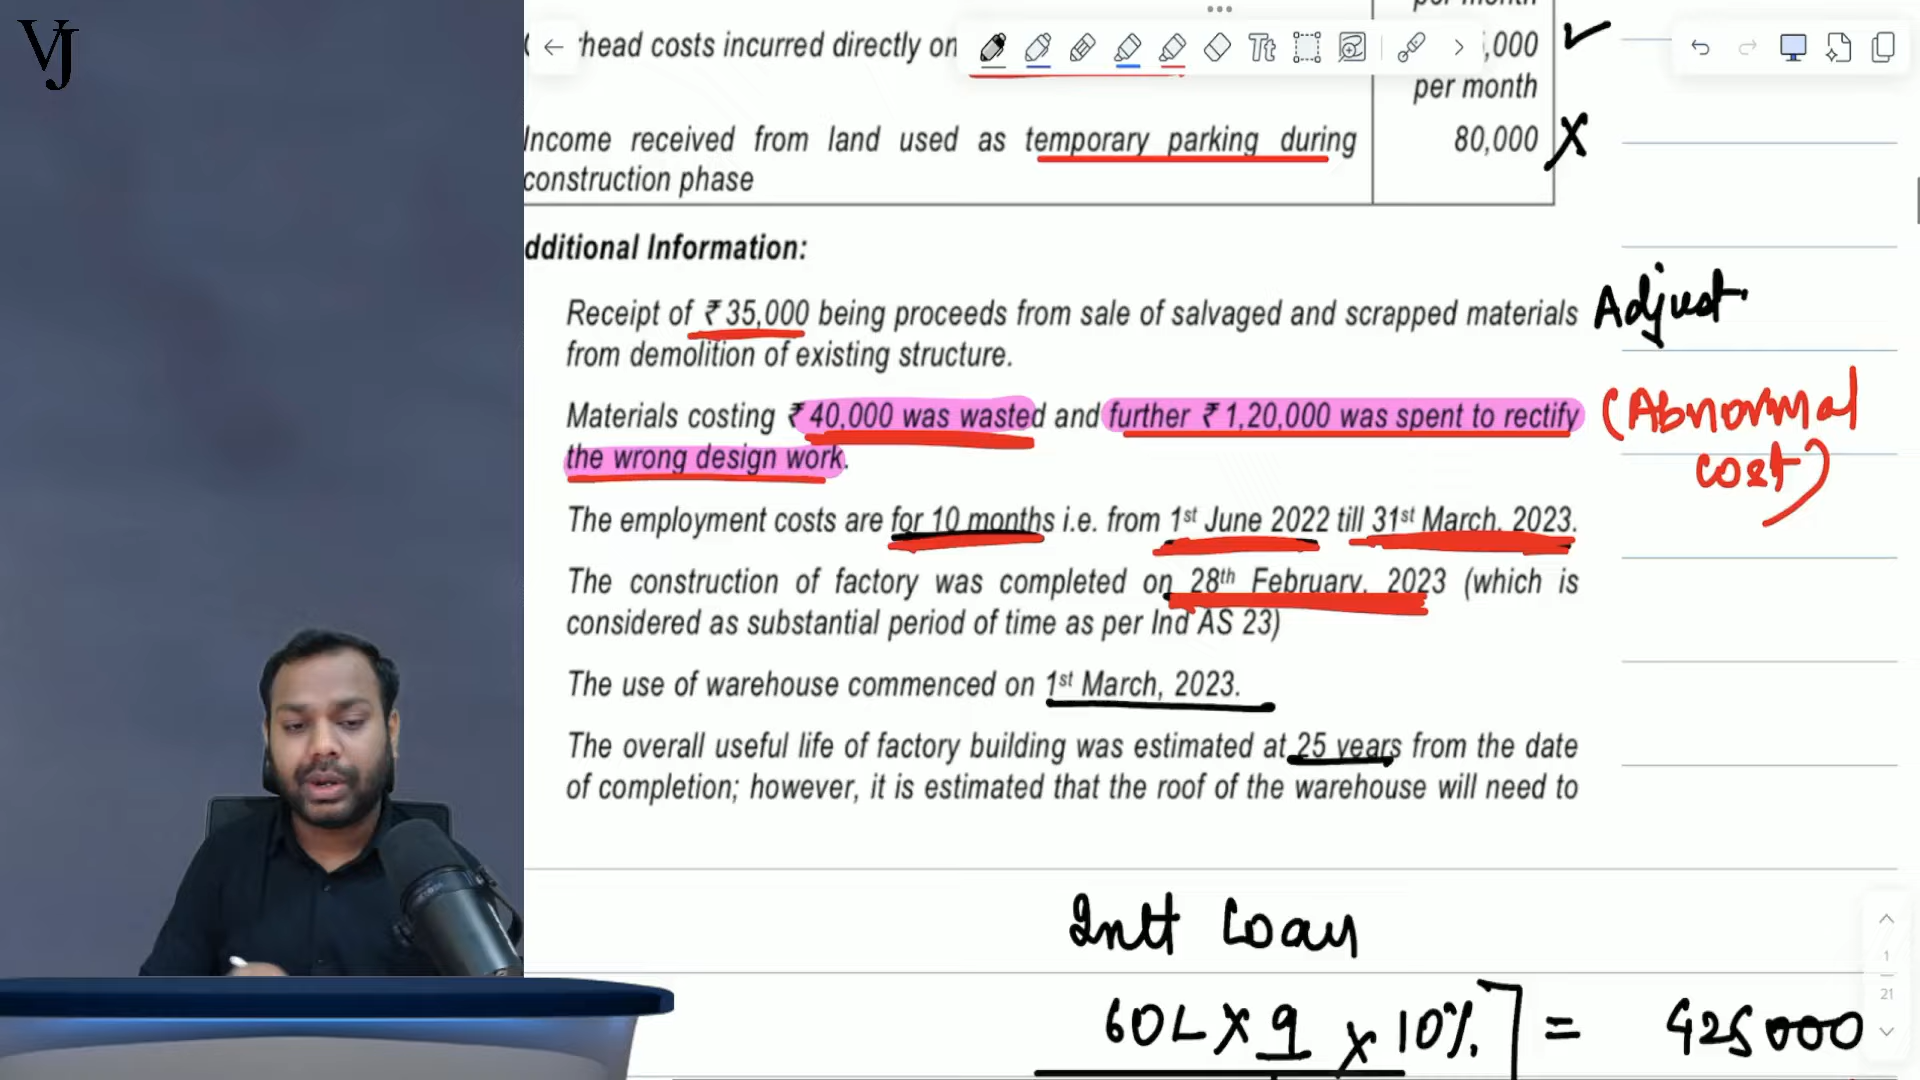 VJ
per month
head costs incurred directly on
,000
per month
Income received from land used as temporary parking during
80,000 X
construction phase
dditional Information:
Receipt of ₹ 35,000 being proceeds from sale of salvaged and scrapped materials
Adjust.
from demolition of existing structure.
Materials costing ₹ 40,000 was wasted and further ₹ 1,20,000 was spent to rectify
(Abnormal
the wrong design work.
cost)
The employment costs are for 10 months i.e. from 1st June 2022 till 31st March, 2023.
The construction of factory was completed on 28th February, 2023 (which is
considered as substantial period of time as per Ind AS 23)
The use of warehouse commenced on 1st March, 2023.
The overall useful life of factory building was estimated at 25 years from the date
of completion; however, it is estimated that the roof of the warehouse will need to
Intt Loan
60L X 9 X 10%] = 425000
Tt
1
21